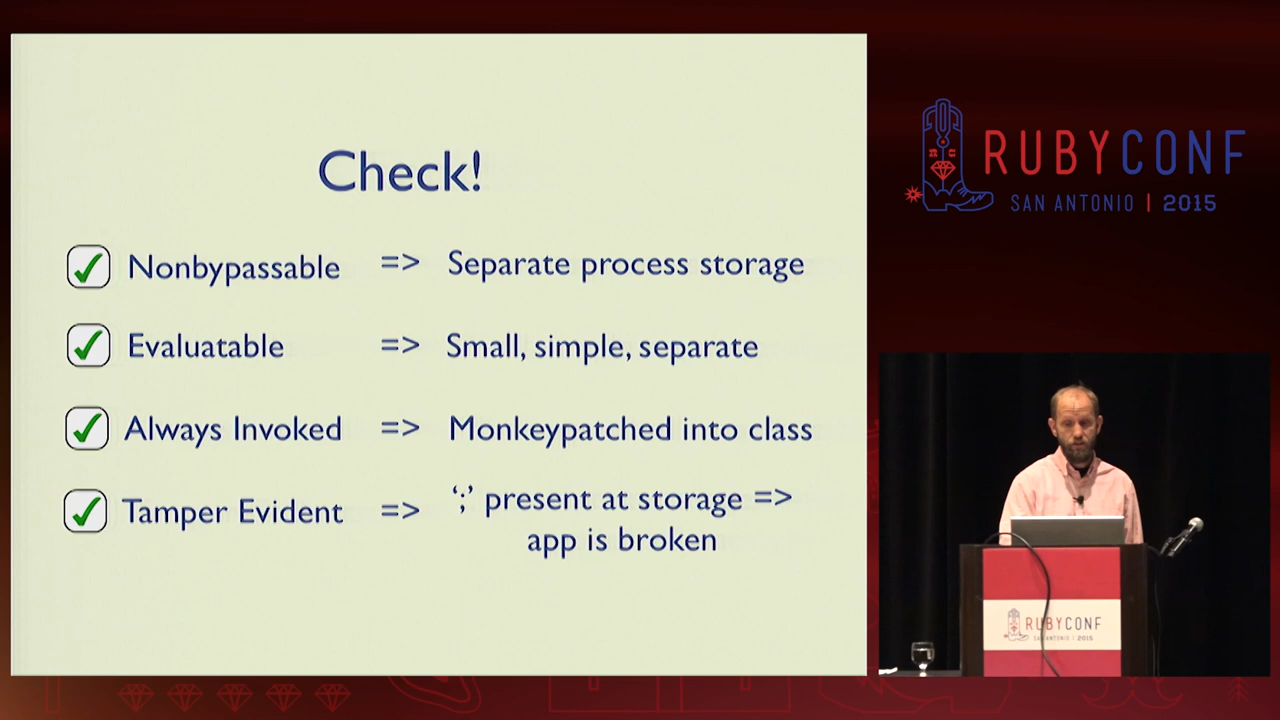 Check!
Nonbypassable => Separate process storage
Evaluatable => Small, simple, separate
Always Invoked => Monkeypatched into class
Tamper Evident => ‘;’ present at storage =>
app is broken
RUBYCONF
SAN ANTONIO | 2015
RUBYCONF
SAN ANTONIO | 2015